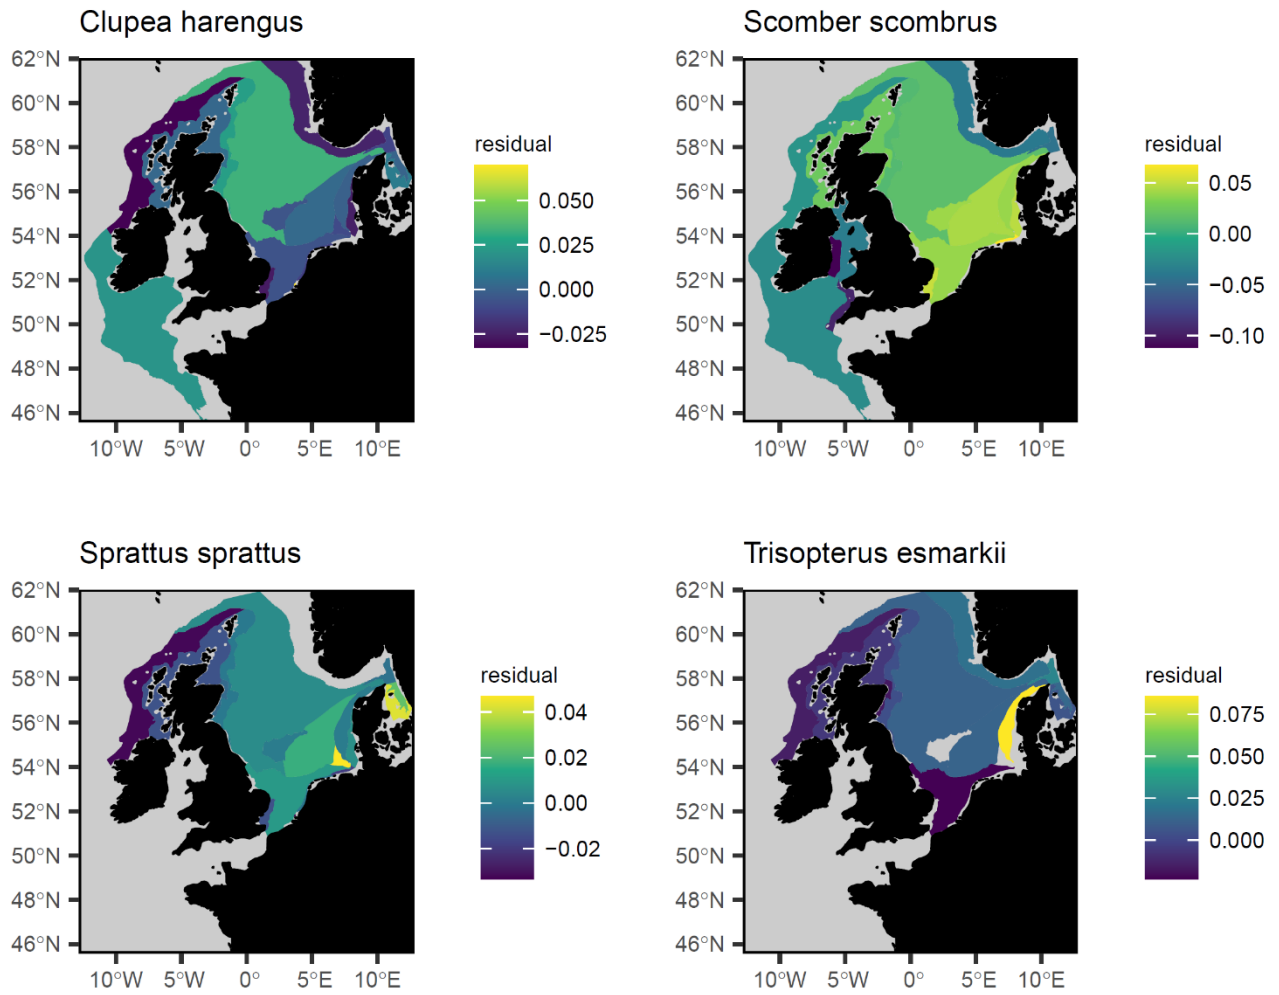 Clupea harengus
62°N
60°N
58°N
56°N
54°N
52°N
50°N
48°N
46°N
10°W 5°W 0° 5°E 10°E
residual
0.050
0.025
0.000
−0.025
Scomber scombrus
62°N
60°N
58°N
56°N
54°N
52°N
50°N
48°N
46°N
10°W 5°W 0° 5°E 10°E
residual
0.05
0.00
−0.05
−0.10
Sprattus sprattus
62°N
60°N
58°N
56°N
54°N
52°N
50°N
48°N
46°N
10°W 5°W 0° 5°E 10°E
residual
0.04
0.02
0.00
−0.02
Trisopterus esmarkii
62°N
60°N
58°N
56°N
54°N
52°N
50°N
48°N
46°N
10°W 5°W 0° 5°E 10°E
residual
0.075
0.050
0.025
0.000